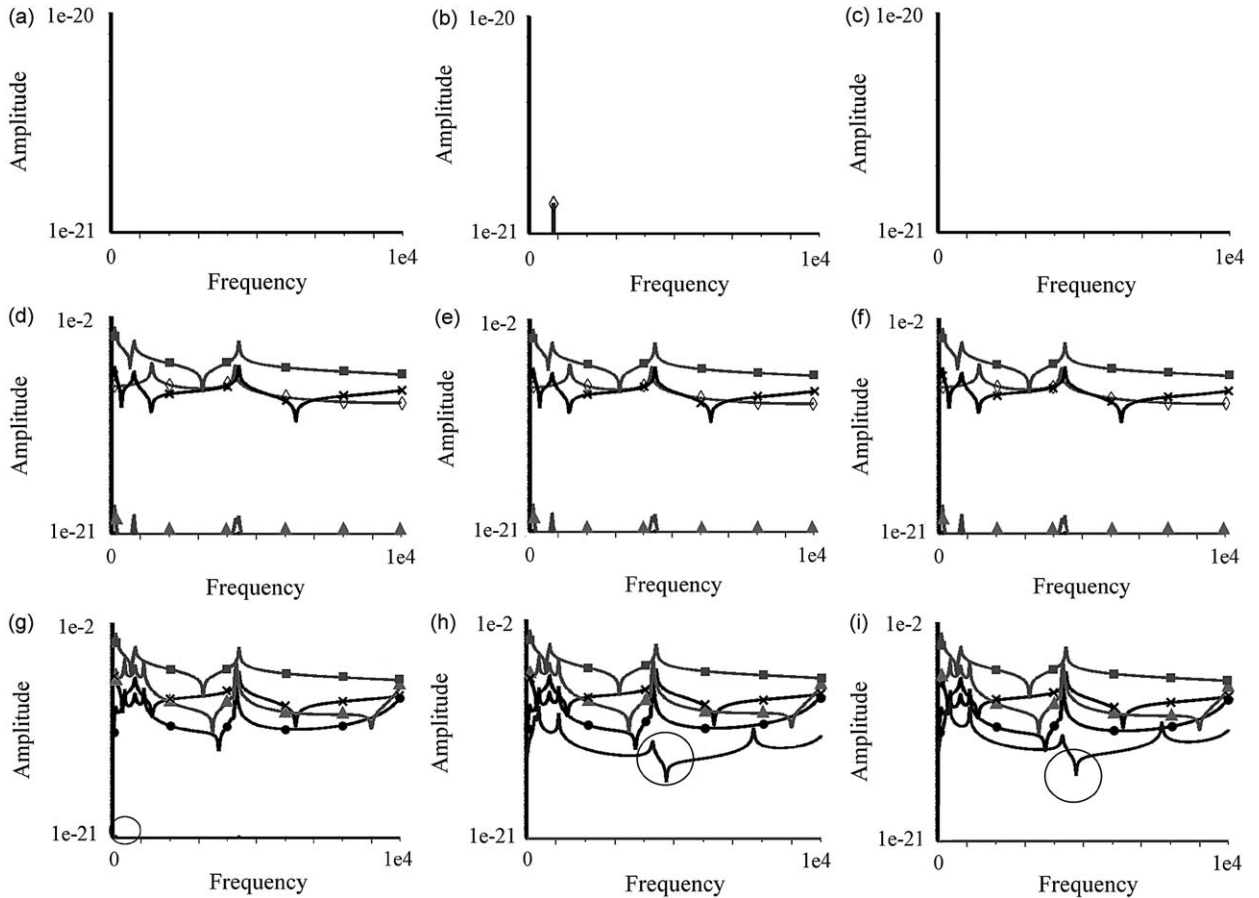 (a)
1e-20
Amplitude
1e-21
0
1e4
Frequency
(b)
1e-20
Amplitude
1e-21
0
1e4
Frequency
(c)
1e-20
Amplitude
1e-21
0
1e4
Frequency
(d)
1e-2
Amplitude
1e-21
0
1e4
Frequency
(e)
1e-2
Amplitude
1e-21
0
1e4
Frequency
(f)
1e-2
Amplitude
1e-21
0
1e4
Frequency
(g)
1e-2
Amplitude
1e-21
0
1e4
Frequency
(h)
1e-2
Amplitude
1e-21
0
1e4
Frequency
(i)
1e-2
Amplitude
1e-21
0
1e4
Frequency